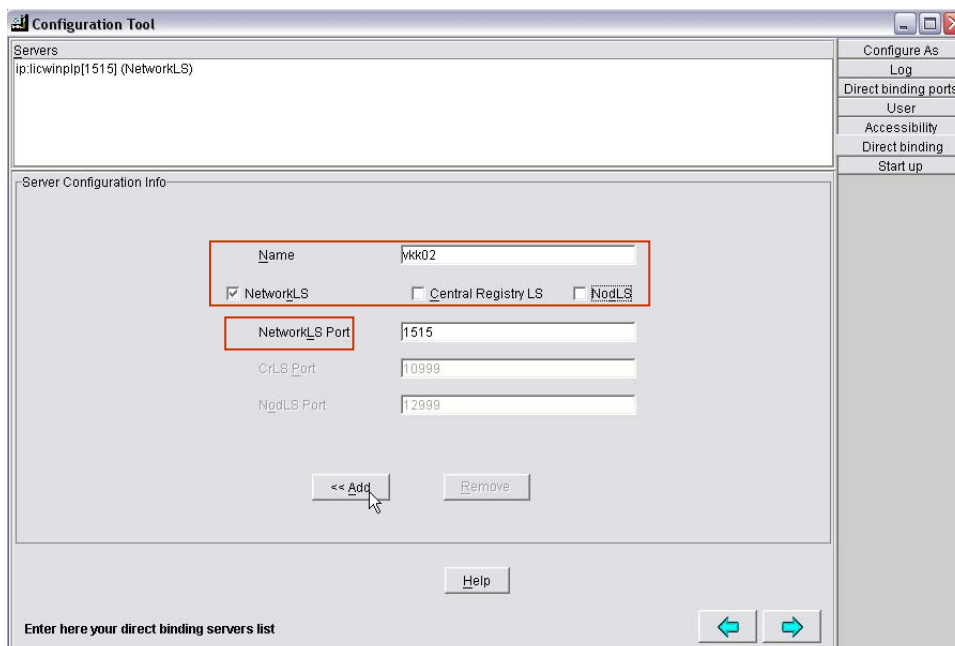 Configuration Tool
Servers
ip:licwinplp[1515] (NetworkLS)
Configure As
Log
Direct binding ports
User
Accessibility
Direct binding
Start up
Server Configuration Info
Name vkk02
NetworkLS Central Registry LS NodLS
NetworkLS Port 1515
CrLS Port 10999
NodLS Port 12999
<< Add Remove
Help
Enter here your direct binding servers list